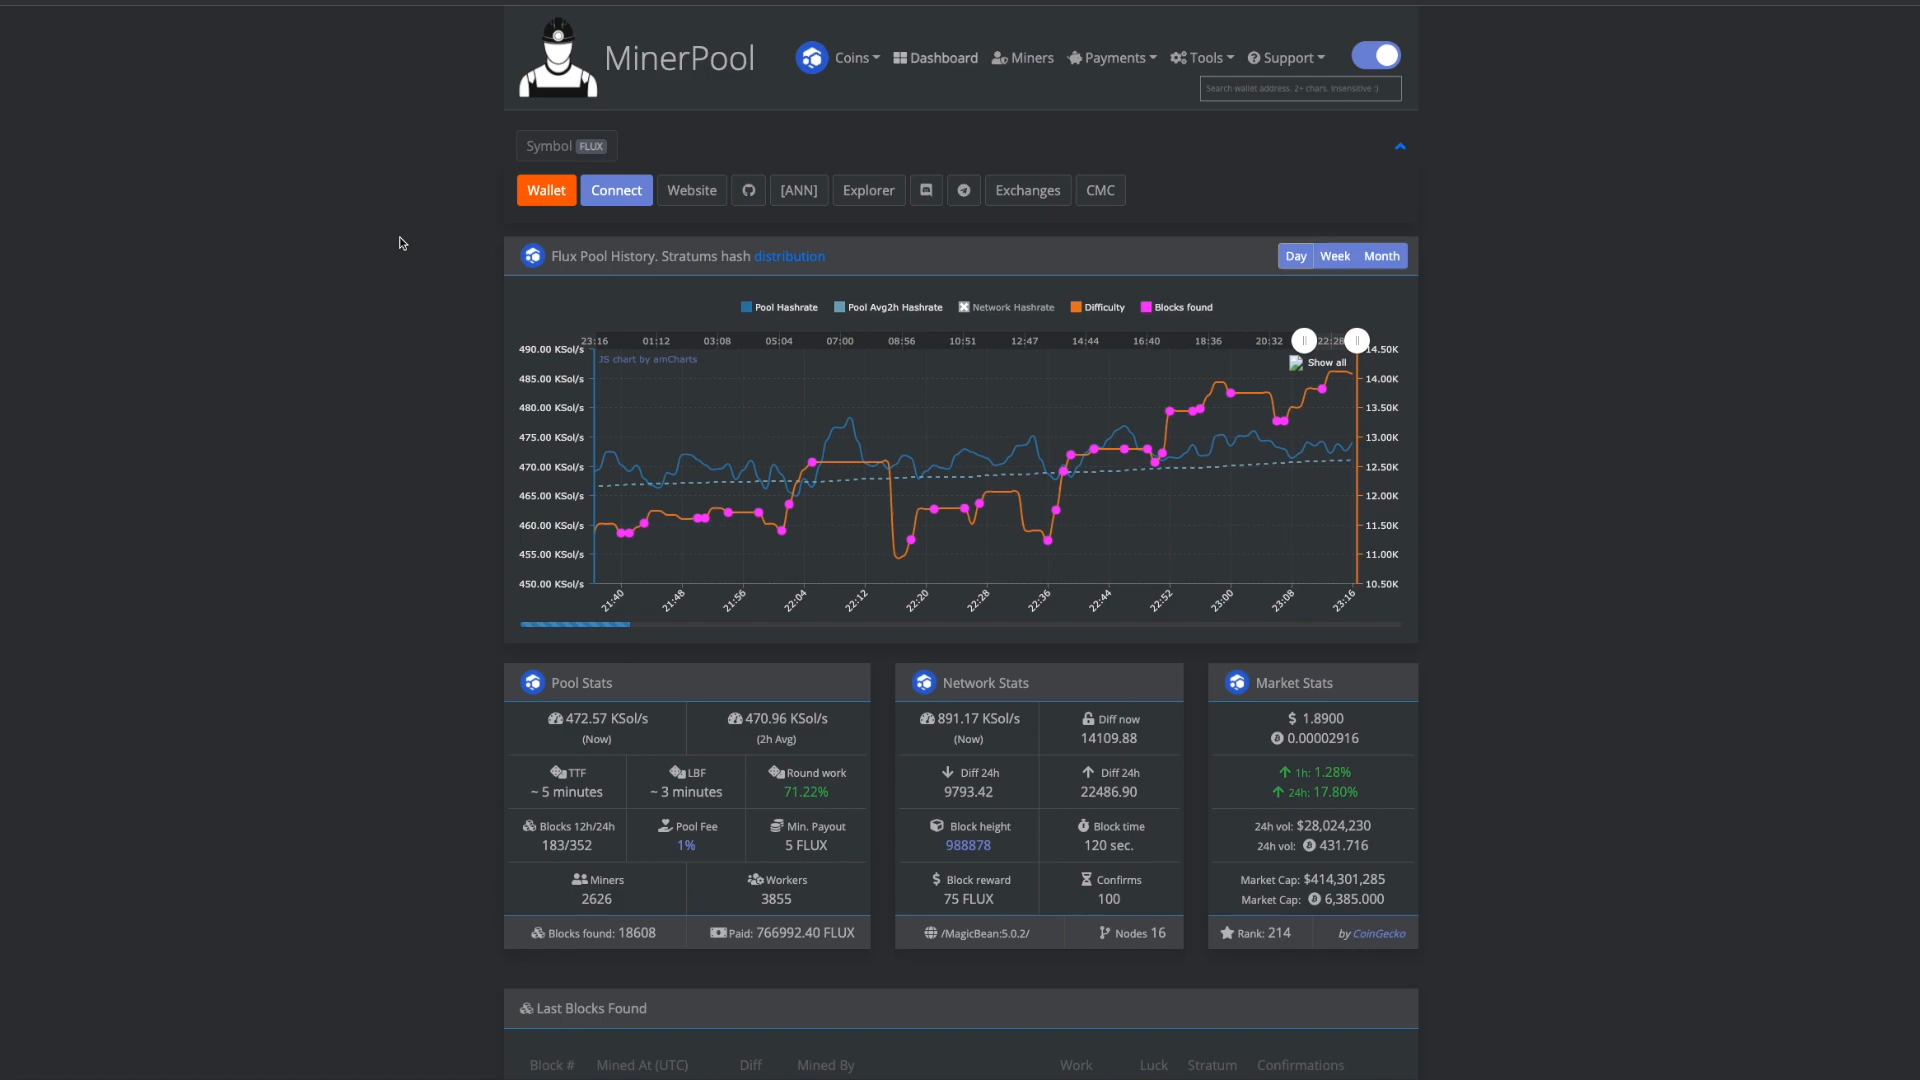 MinerPool
Coins
Dashboard
Miners
Payments
Tools
Support
Search wallet address. 2+ chars. insensitive :)
Symbol FLUX
Wallet
Connect
Website
[ANN]
Explorer
Exchanges
CMC
Flux Pool History. Stratums hash distribution
Day Week Month
Pool Hashrate Pool Avg2h Hashrate Network Hashrate Difficulty Blocks found
23:16 01:12 03:08 05:04 07:00 08:56 10:51 12:47 14:44 16:40 18:36 20:32 22:28
JS chart by amCharts
Show all
490.00 KSol/s 14.50K
485.00 KSol/s 14.00K
480.00 KSol/s 13.50K
475.00 KSol/s 13.00K
470.00 KSol/s 12.50K
465.00 KSol/s 12.00K
460.00 KSol/s 11.50K
455.00 KSol/s 11.00K
450.00 KSol/s 10.50K
21:40 21:48 21:56 22:04 22:12 22:20 22:28 22:36 22:44 22:52 23:00 23:08 23:16
Pool Stats
472.57 KSol/s
(Now)
470.96 KSol/s
(2h Avg)
TTF
~ 5 minutes
LBF
~ 3 minutes
Round work
71.22%
Blocks 12h/24h
183/352
Pool Fee
1%
Min. Payout
5 FLUX
Miners
2626
Workers
3855
Blocks found: 18608
Paid: 766992.40 FLUX
Network Stats
891.17 KSol/s
(Now)
Diff now
14109.88
Diff 24h
9793.42
Diff 24h
22486.90
Block height
988878
Block time
120 sec.
Block reward
75 FLUX
Confirms
100
/MagicBean:5.0.2/
Nodes 16
Market Stats
$ 1.8900
0.00002916
1h: 1.28%
24h: 17.80%
24h vol: $28,024,230
24h vol: 431.716
Market Cap: $414,301,285
Market Cap: 6,385.000
Rank: 214
by CoinGecko
Last Blocks Found
Block # Mined At (UTC) Diff Mined By Work Luck Stratum Confirmations